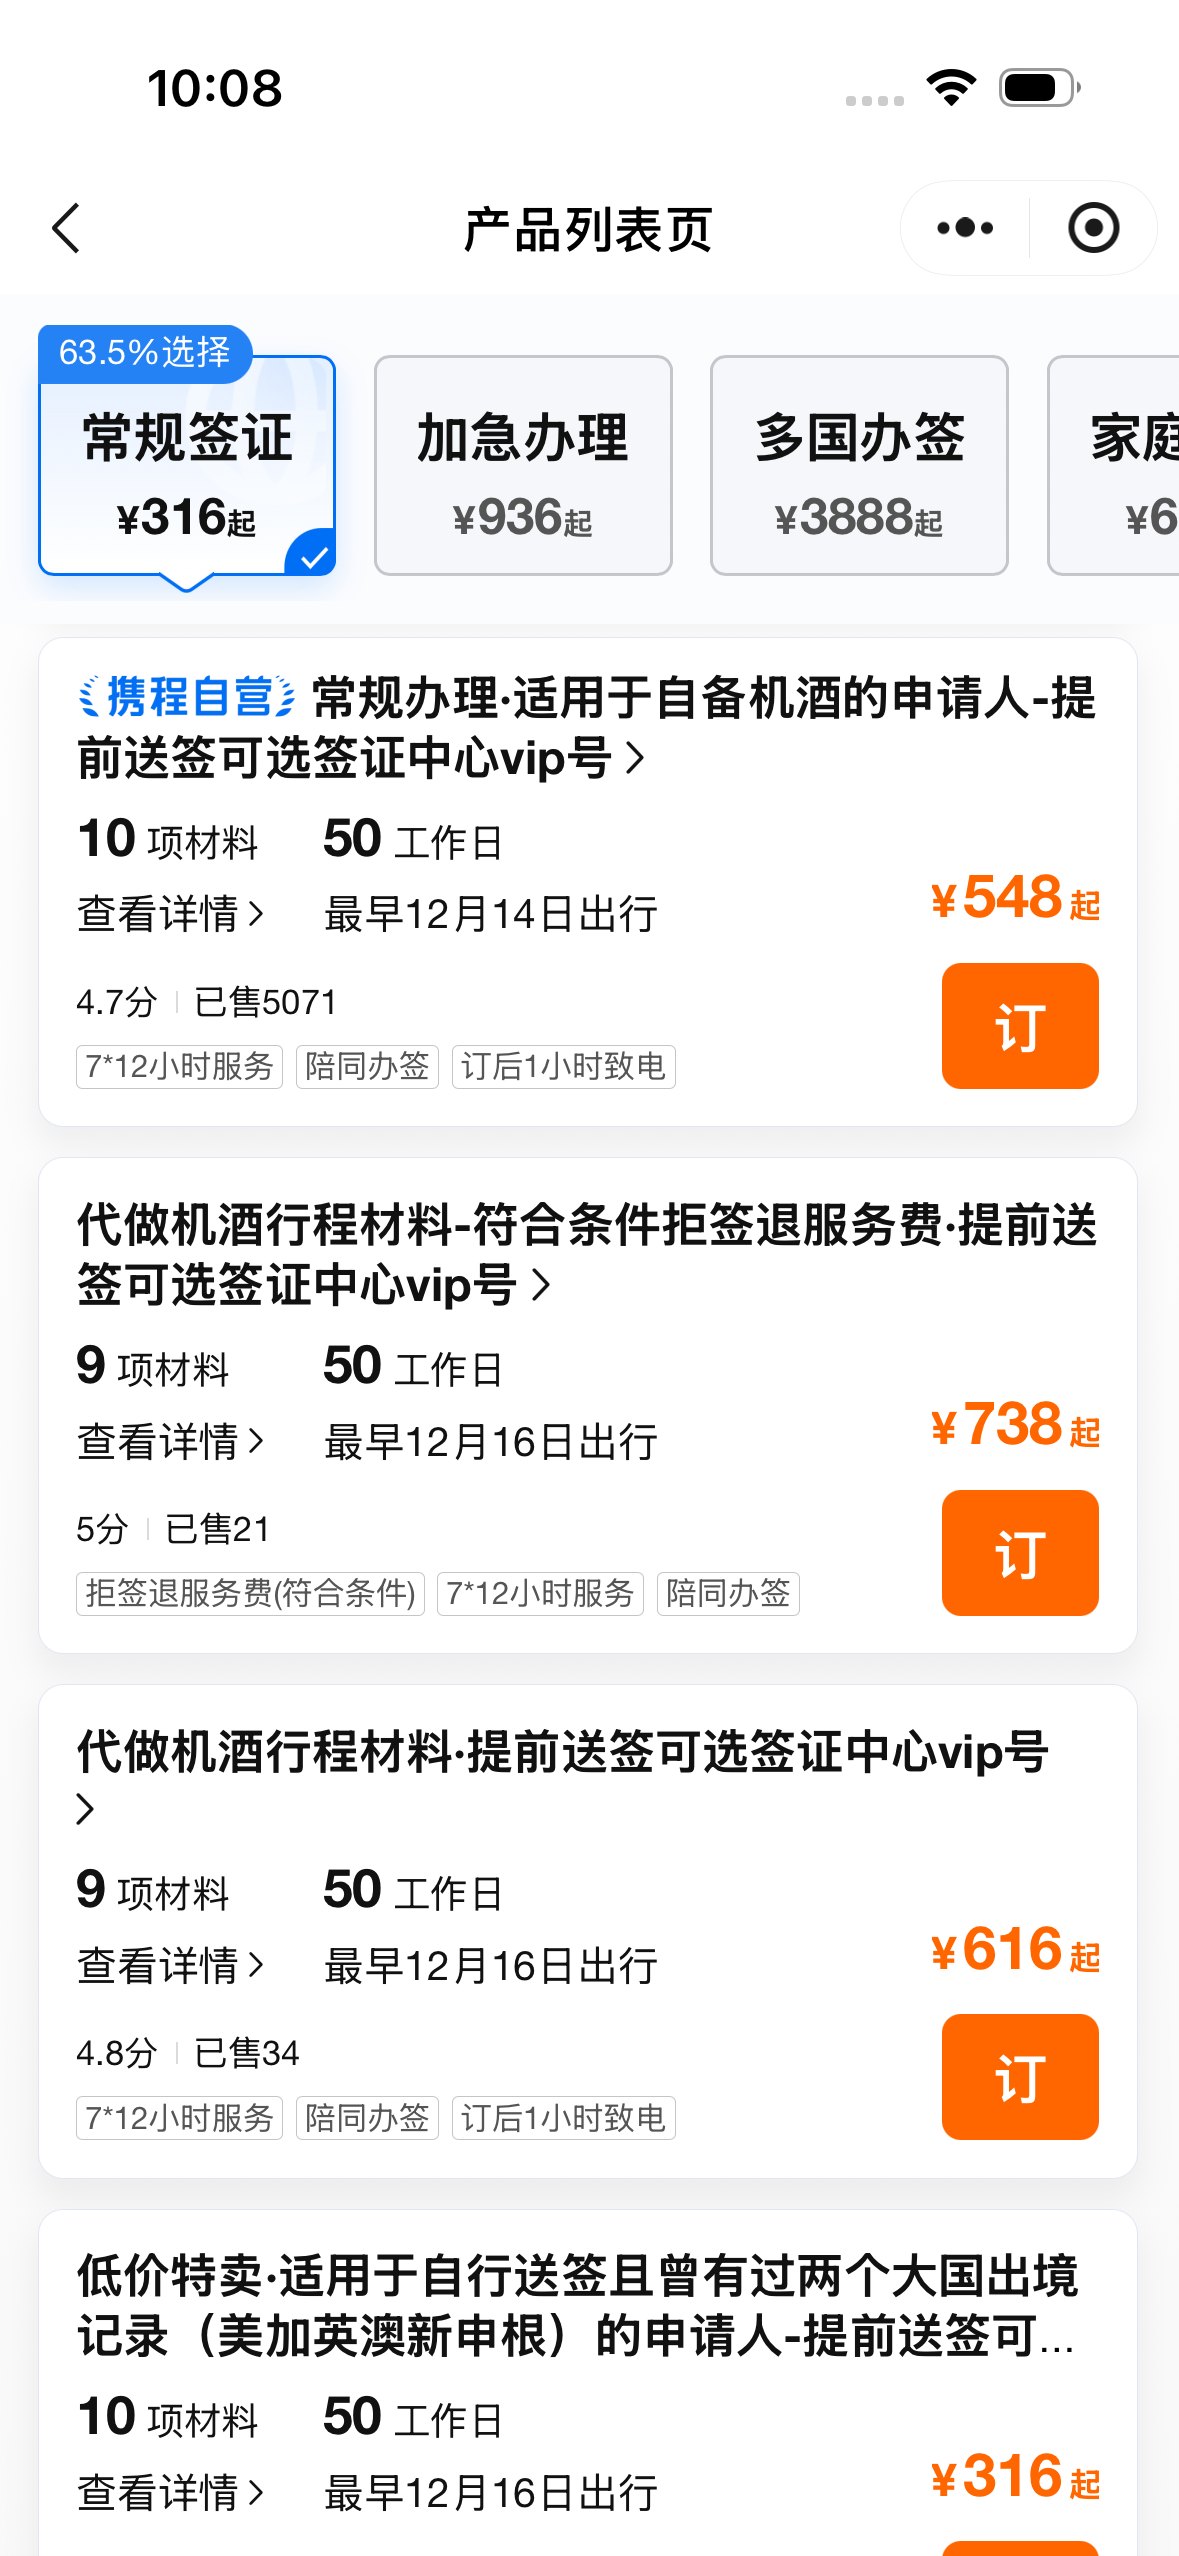 10:08
产品列表页
63.5%选择
常规签证
¥316起
加急办理
¥936起
多国办签
¥3888起
家庭
¥6
携程自营 常规办理·适用于自备机酒的申请人-提
前送签可选签证中心vip号
10 项材料 50 工作日
查看详情 最早12月14日出行
¥548起
4.7分 已售5071
订
7*12小时服务 陪同办签 订后1小时致电
代做机酒行程材料-符合条件拒签退服务费·提前送
签可选签证中心vip号
9 项材料 50 工作日
查看详情 最早12月16日出行
¥738起
5分 已售21
订
拒签退服务费(符合条件) 7*12小时服务 陪同办签
代做机酒行程材料·提前送签可选签证中心vip号
9 项材料 50 工作日
查看详情 最早12月16日出行
¥616起
4.8分 已售34
订
7*12小时服务 陪同办签 订后1小时致电
低价特卖·适用于自行送签且曾有过两个大国出境
记录（美加英澳新申根）的申请人-提前送签可...
10 项材料 50 工作日
查看详情 最早12月16日出行
¥316起